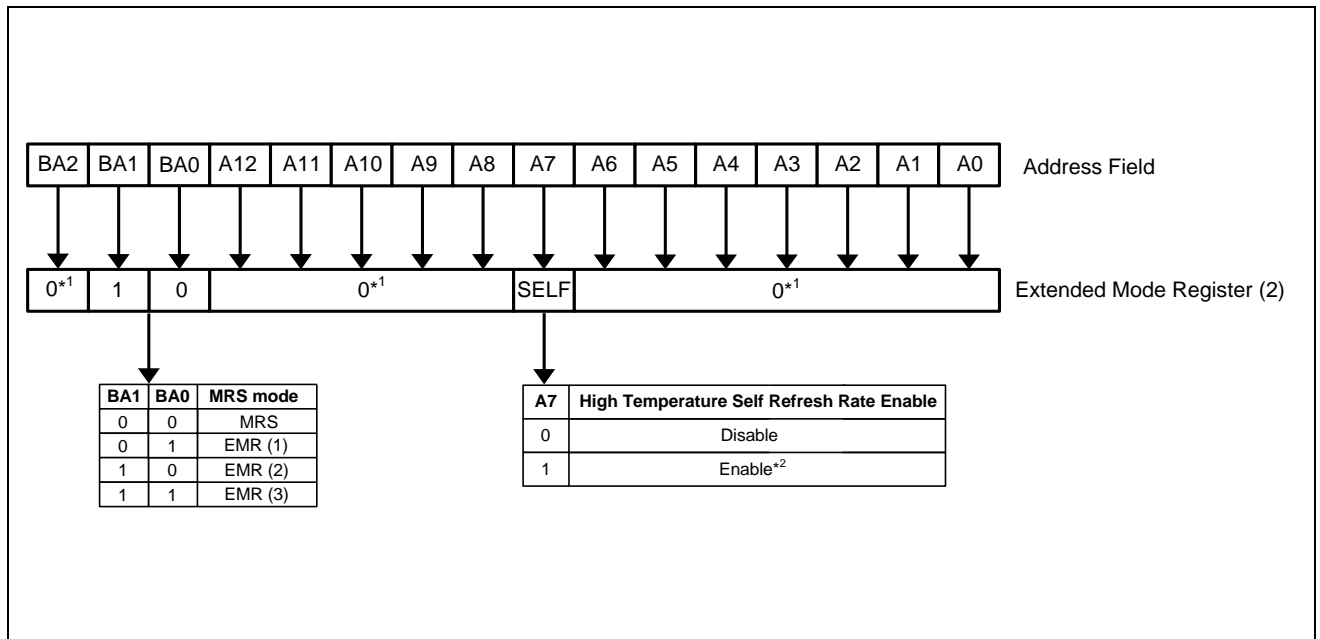 BA2 BA1 BA0 A12 A11 A10 A9 A8 A7 A6 A5 A4 A3 A2 A1 A0 Address Field
0*1 1 0 0*1 SELF 0*1 Extended Mode Register (2)
BA1 BA0 MRS mode
0 0 MRS
0 1 EMR (1)
1 0 EMR (2)
1 1 EMR (3)
A7 High Temperature Self Refresh Rate Enable
0 Disable
1 Enable*2